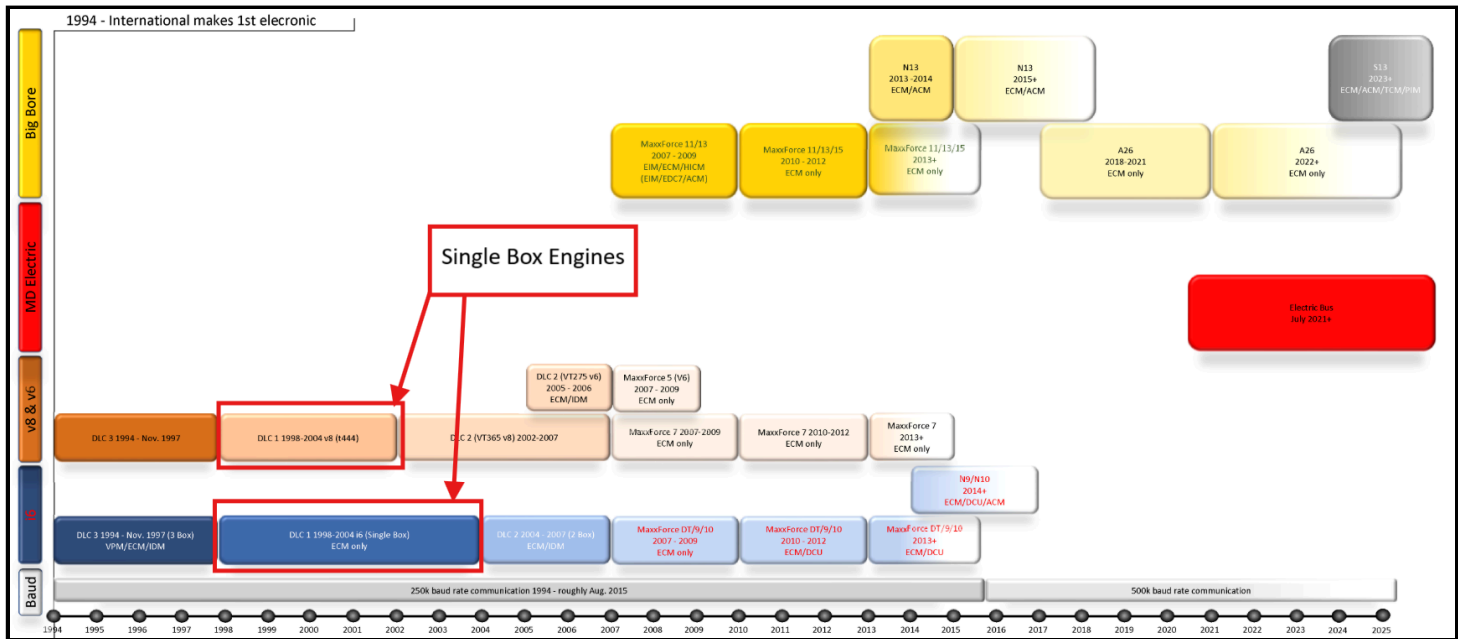 1994 - International makes 1st elecronic
Big Bore
N13
2013 -2014
ECM/ACM
N13
2015+
ECM/ACM
S13
2023+
ECM/ACM/TCM/PIM
MaxxForce 11/13
2007 - 2009
EIM/ECM/HICM
(EIM/EDC7/ACM)
MaxxForce 11/13/15
2010 - 2012
ECM only
MaxxForce 11/13/15
2013+
ECM only
A26
2018-2021
ECM only
A26
2022+
ECM only
MD Electric
Single Box Engines
Electric Bus
July 2021+
v8 & v6
DLC 2 (VT275 v6)
2005 - 2006
ECM/IDM
MaxxForce 5 (V6)
2007 - 2009
ECM only
DLC 3 1994 - Nov. 1997
DLC 1 1998-2004 v8 (t444)
DLC 2 (VT365 v8) 2002-2007
MaxxForce 7 2007-2009
ECM only
MaxxForce 7 2010-2012
ECM only
MaxxForce 7
2013+
ECM only
i6
N9/N10
2014+
ECM/DCU/ACM
DLC 3 1994 - Nov. 1997 (3 Box)
VPM/ECM/IDM
DLC 1 1998-2004 i6 (Single Box)
ECM only
DLC 2 2004 - 2007 (2 Box)
ECM/IDM
MaxxForce DT/9/10
2007 - 2009
ECM only
MaxxForce DT/9/10
2010 - 2012
ECM/DCU
MaxxForce DT/9/10
2013+
ECM/DCU
Baud
250k baud rate communication 1994 - roughly Aug. 2015
500k baud rate communication
1994 1995 1996 1997 1998 1999 2000 2001 2002 2003 2004 2005 2006 2007 2008 2009 2010 2011 2012 2013 2014 2015 2016 2017 2018 2019 2020 2021 2022 2023 2024 2025